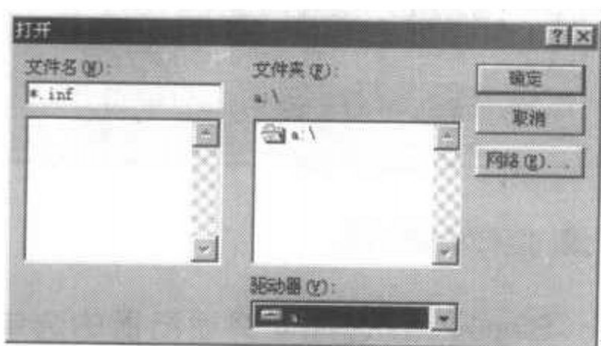 打开
文件名(N):
*.inf
文件夹(F):
a:\
a:\
驱动器(V):
a:
确定
取消
网络(N)...